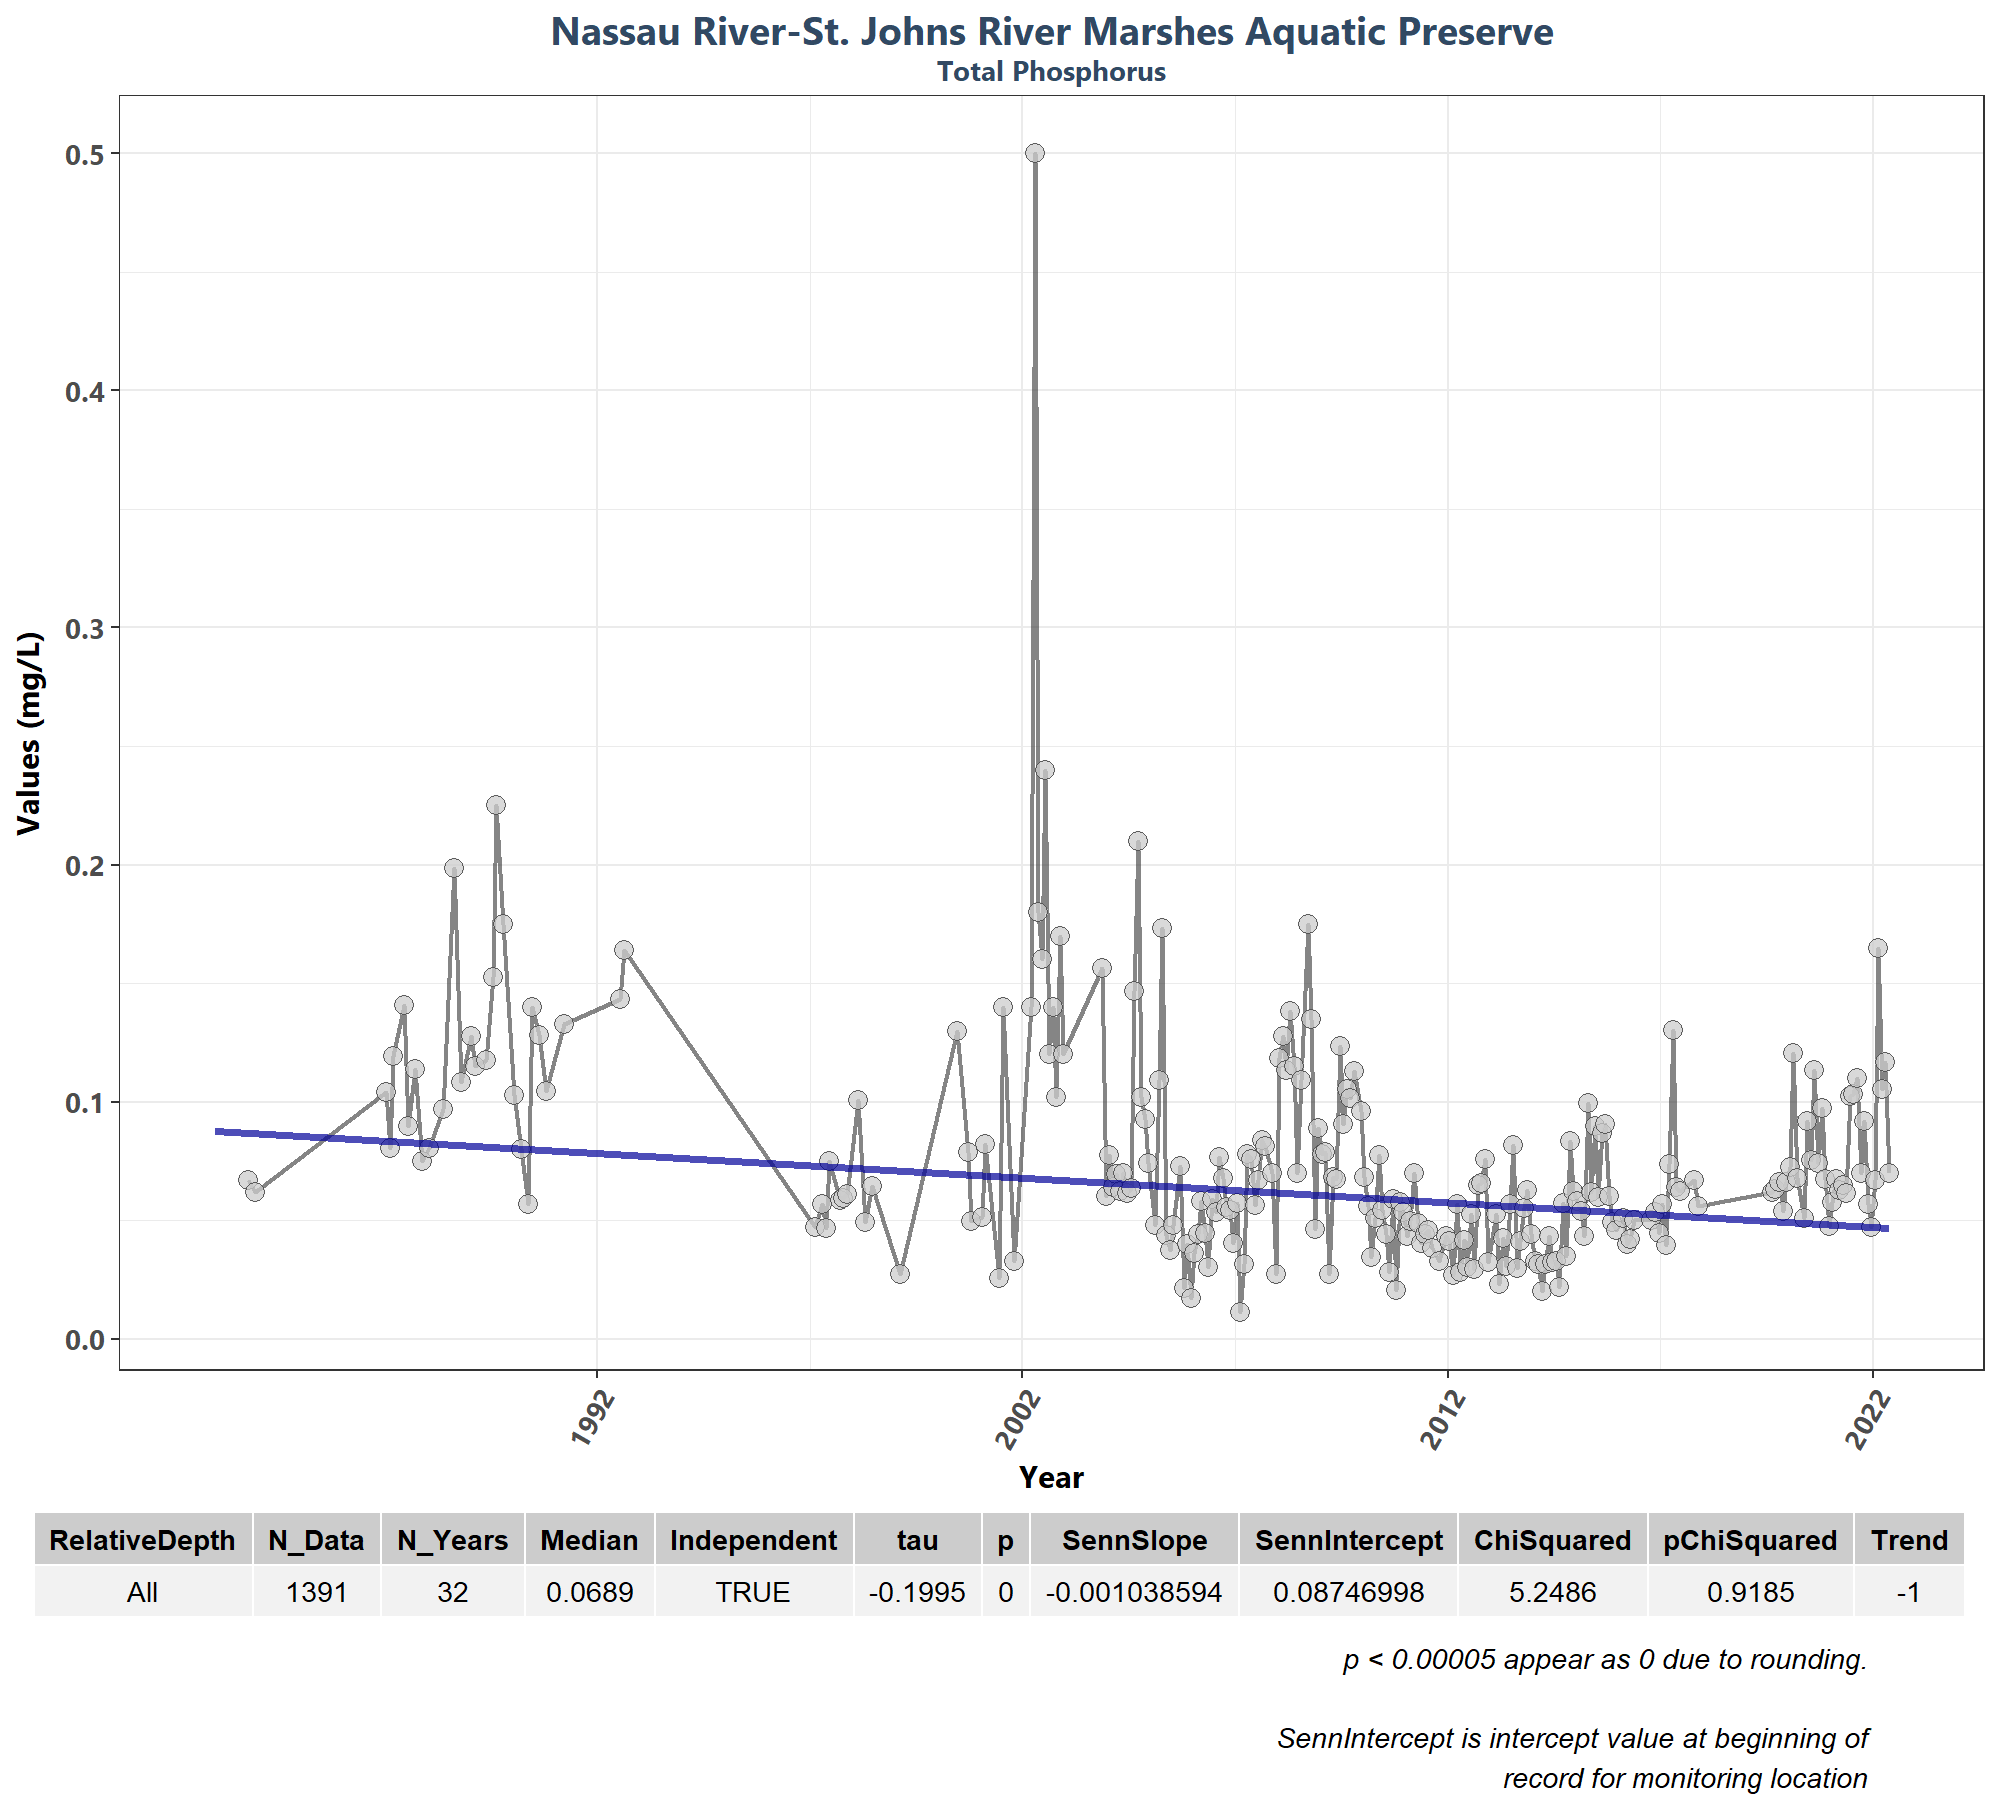 Nassau River-St. Johns River Marshes Aquatic Preserve
Total Phosphorus
Values (mg/L)
0.5
0.4
0.3
0.2
0.1
0.0
1992 2002 2012 2022
Year
RelativeDepth N_Data N_Years Median Independent tau p SennSlope SennIntercept ChiSquared pChiSquared Trend
All 1391 32 0.0689 TRUE -0.1995 0 -0.001038594 0.08746998 5.2486 0.9185 -1
p < 0.00005 appear as 0 due to rounding.
SennIntercept is intercept value at beginning of
record for monitoring location